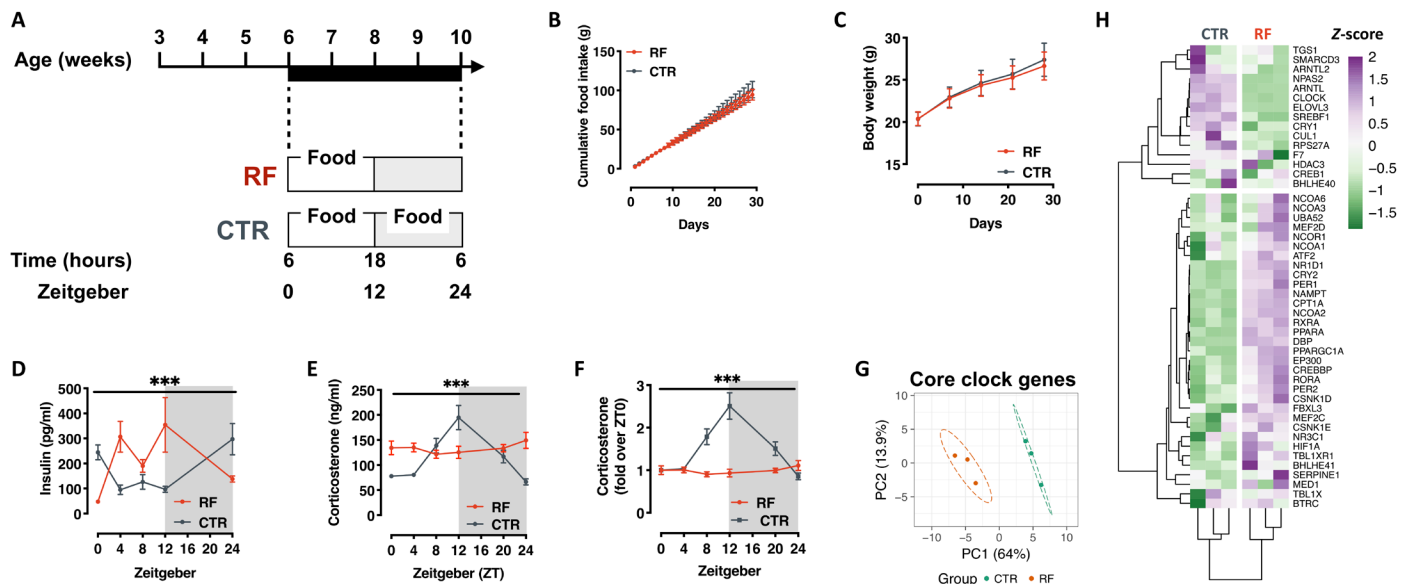 A
3 4 5 6 7 8 9 10
Age (weeks)
RF
Food
CTR
Food Food
Time (hours) 6 18 6
Zeitgeber 0 12 24
B
Cumulative food intake (g)
150
100
50
0
RF
CTR
0 10 20 30
Days
C
Body weight (g)
30
25
20
15
RF
CTR
0 10 20 30
Days
D
Insulin (pg/ml)
500
400
300
200
100
0
***
RF
CTR
0 4 8 12 16 20 24
Zeitgeber
E
Corticosterone (ng/ml)
250
200
150
100
50
0
***
RF
CTR
0 4 8 12 16 20 24
Zeitgeber (ZT)
F
Corticosterone
(fold over ZT0)
3
2
1
0
***
RF
CTR
0 4 8 12 16 20 24
Zeitgeber
G
Core clock genes
PC2 (13.9%)
10
5
0
−5
−10 −5 0 5 10
PC1 (64%)
Group CTR RF
H
CTR RF
Z-score
2
1.5
1
0.5
0
−0.5
−1
−1.5
TGS1
SMARCD3
ARNTL2
NPAS2
ARNTL
CLOCK
ELOVL3
SREBF1
CRY1
CUL1
RPS27A
F7
HDAC3
CREB1
BHLHE40
NCOA6
NCOA3
UBA52
MEF2D
NCOR1
NCOA1
ATF2
NR1D1
CRY2
PER1
NAMPT
CPT1A
NCOA2
RXRA
PPARA
DBP
PPARGC1A
EP300
CREBBP
RORA
PER2
CSNK1D
FBXL3
MEF2C
CSNK1E
NR3C1
HIF1A
TBL1XR1
BHLHE41
SERPINE1
MED1
TBL1X
BTRC